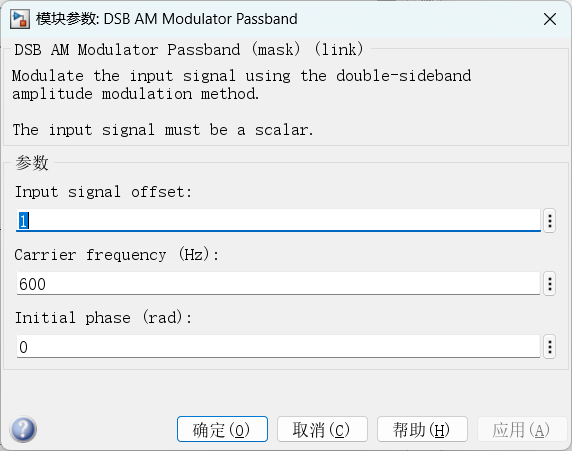 模块参数: DSB AM Modulator Passband
DSB AM Modulator Passband (mask) (link)
Modulate the input signal using the double-sideband
amplitude modulation method.
The input signal must be a scalar.
参数
Input signal offset:
1
Carrier frequency (Hz):
600
Initial phase (rad):
0
确定(O) 取消(C) 帮助(H) 应用(A)